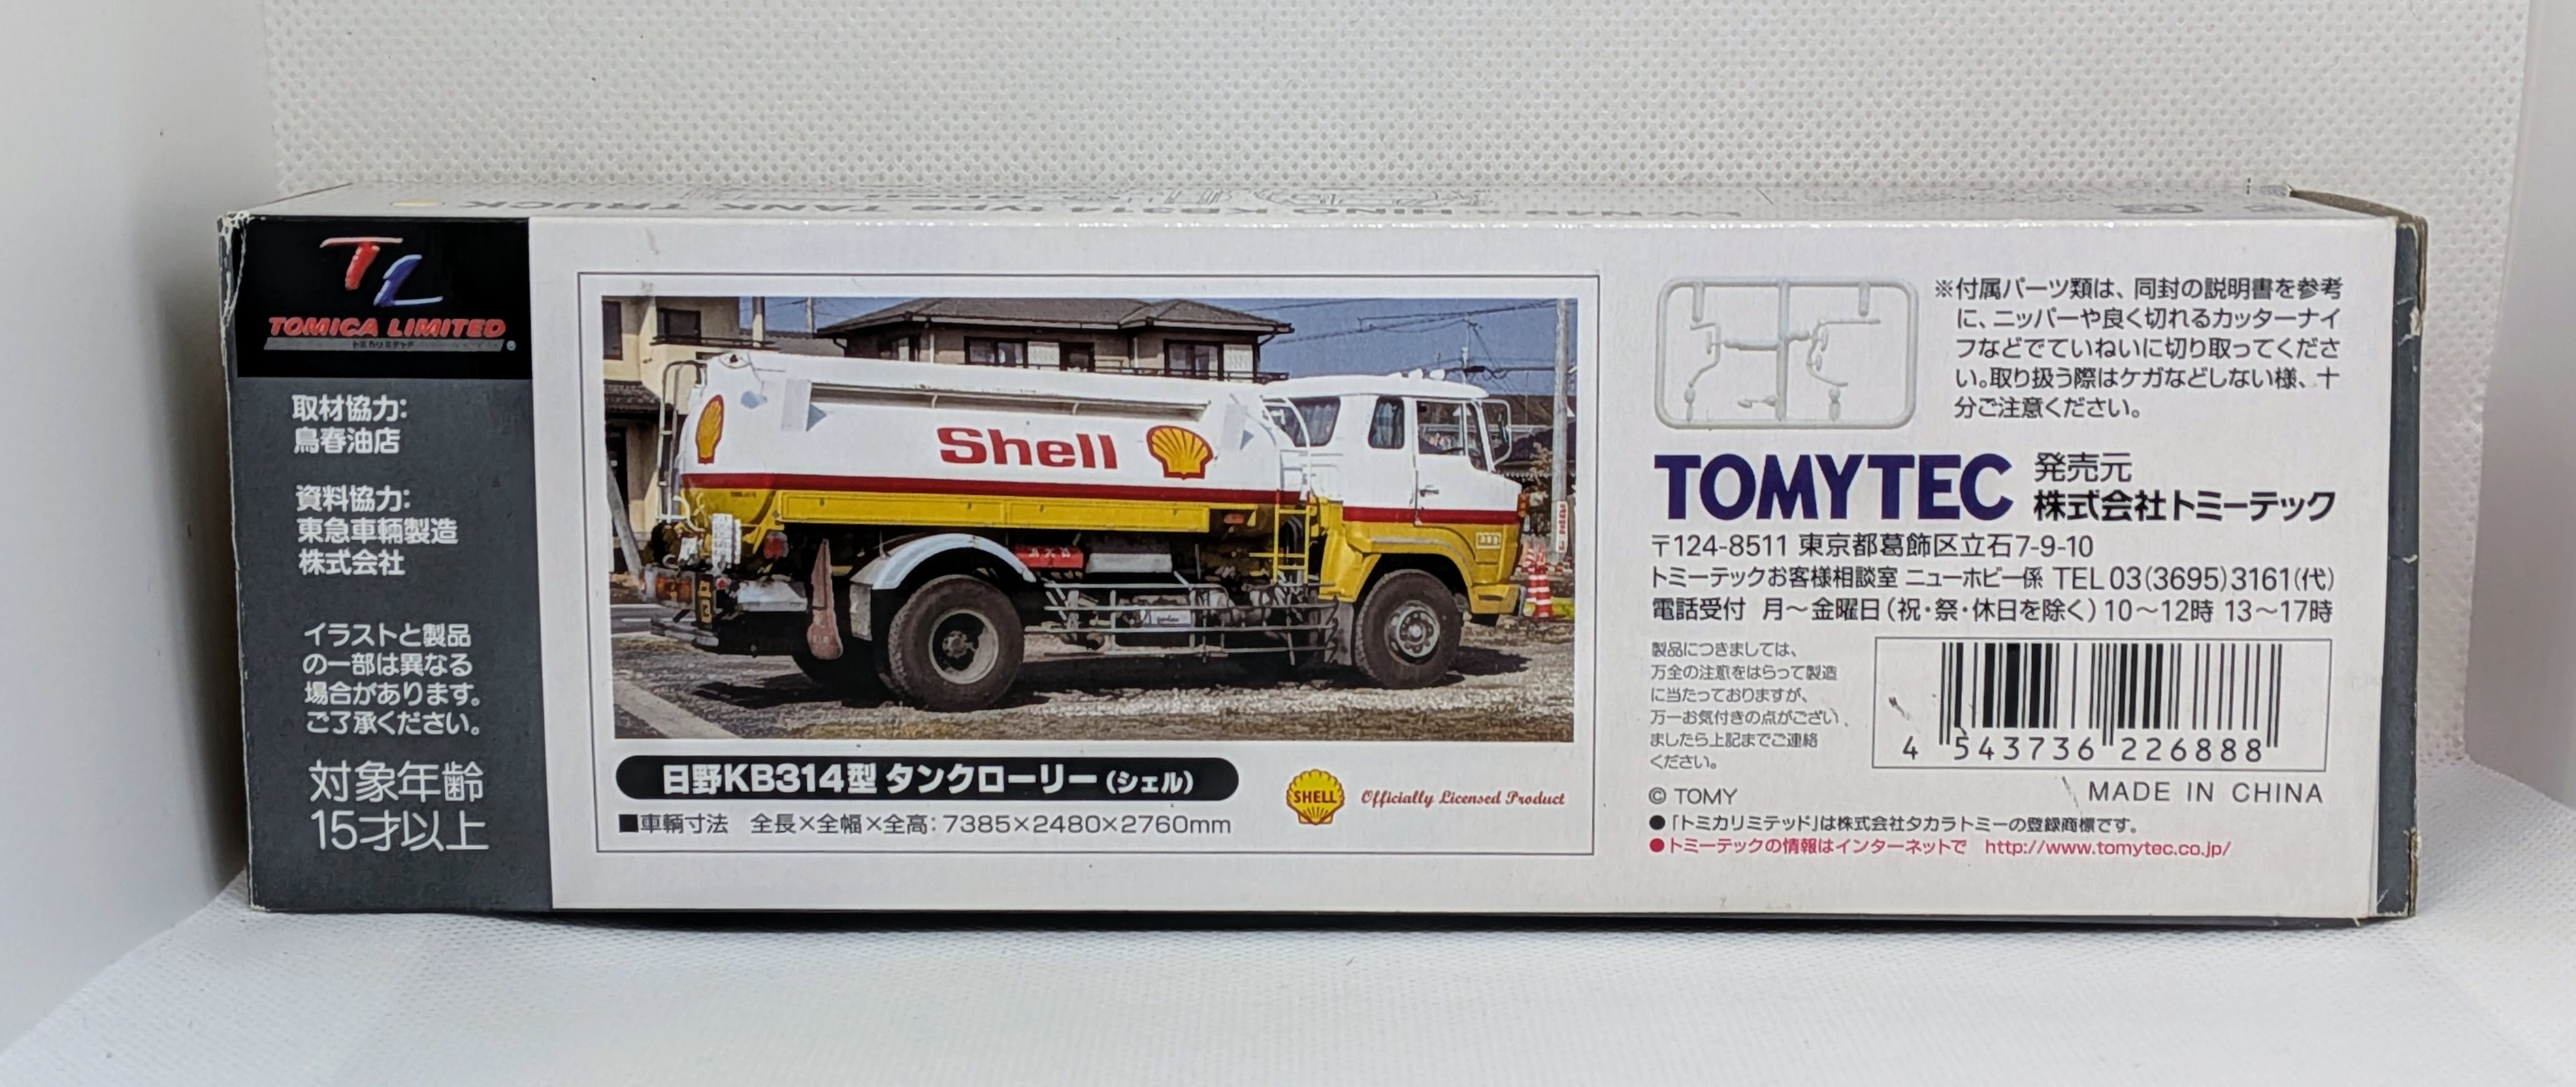 HINO KB314 type TANK TRUCK
TL
TOMICA LIMITED
トミカリミテッド
取材協力：
鳥春油店
資料協力：
東急車輛製造
株式会社
イラストと製品
の一部は異なる
場合があります。
ご了承ください。
対象年齢
15才以上
Shell
日野KB314型 タンクローリー（シェル）
■車輌寸法 全長×全幅×全高：7385×2480×2760mm
SHELL
Officially Licensed Product
※付属パーツ類は、同封の説明書を参考
に、ニッパーや良く切れるカッターナイ
フなどでていねいに切り取ってくださ
い。取り扱う際はケガなどしない様、十
分ご注意ください。
TOMYTEC 発売元
株式会社トミーテック
〒124-8511 東京都葛飾区立石7-9-10
トミーテックお客様相談室 ニューホビー係 TEL 03(3695)3161(代)
電話受付 月～金曜日（祝・祭・休日を除く）10～12時 13～17時
製品につきましては、
万全の注意をはらって製造
に当たっておりますが、
万一お気付きの点がござい
ましたら上記までご連絡
ください。
4 543736 226888
© TOMY
MADE IN CHINA
●「トミカリミテッド」は株式会社タカラトミーの登録商標です。
●トミーテックの情報はインターネットで http://www.tomytec.co.jp/